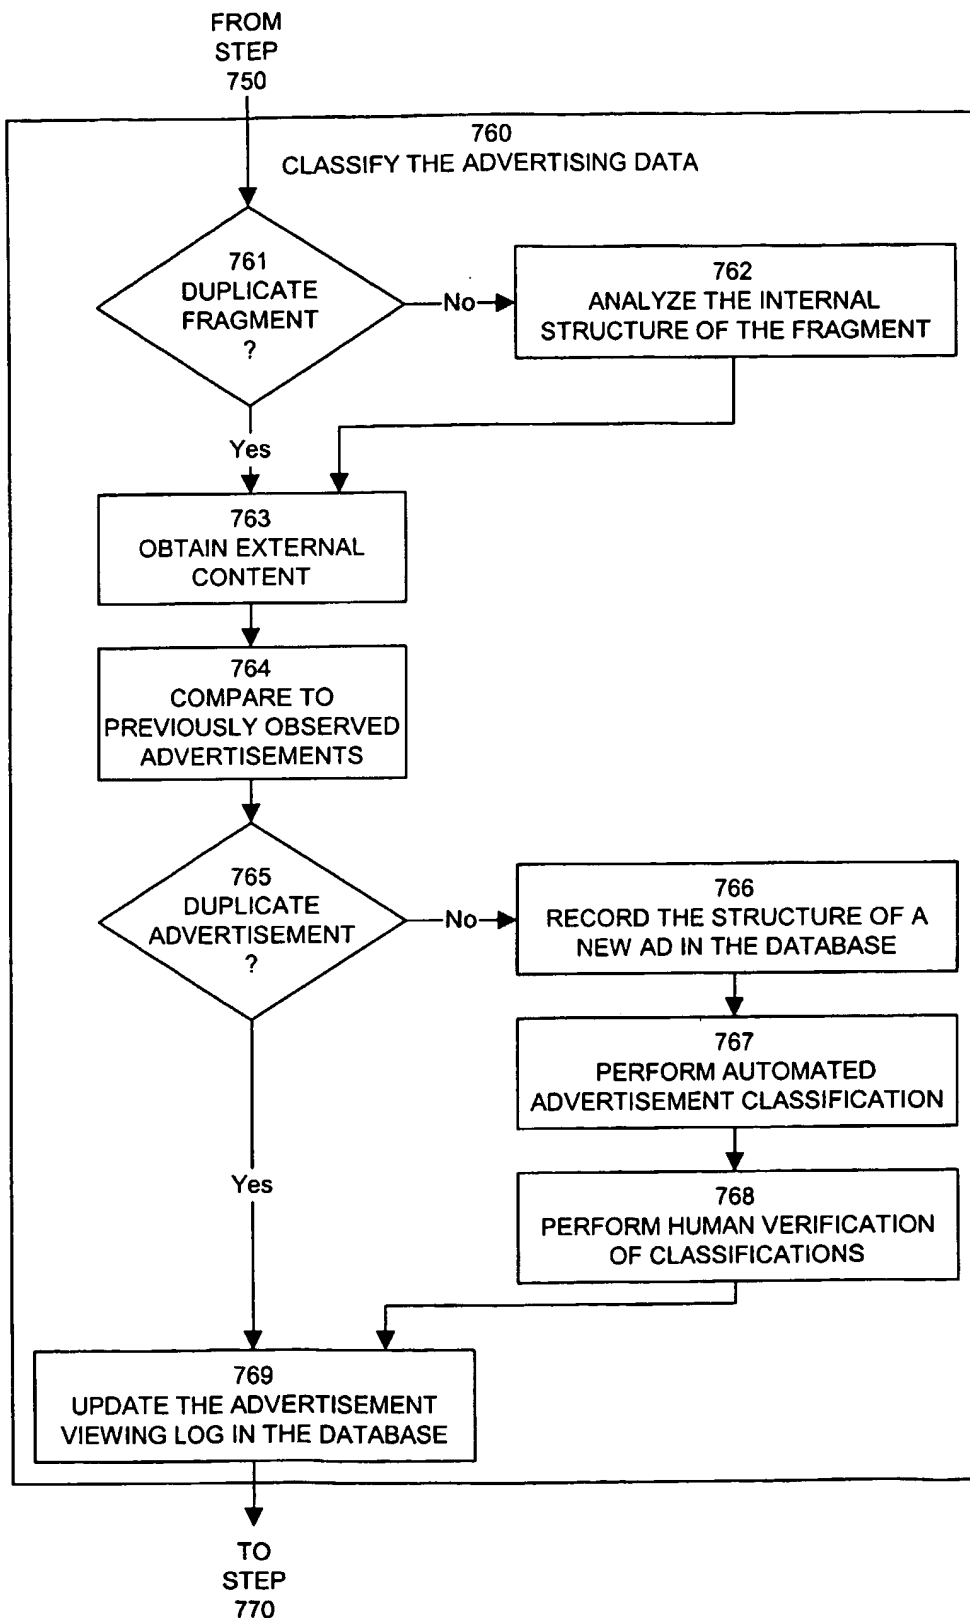 FROM
STEP
750
760
CLASSIFY THE ADVERTISING DATA
761
DUPLICATE
FRAGMENT
?
No
762
ANALYZE THE INTERNAL
STRUCTURE OF THE FRAGMENT
Yes
763
OBTAIN EXTERNAL
CONTENT
764
COMPARE TO
PREVIOUSLY OBSERVED
ADVERTISEMENTS
765
DUPLICATE
ADVERTISEMENT
?
No
766
RECORD THE STRUCTURE OF A
NEW AD IN THE DATABASE
767
PERFORM AUTOMATED
ADVERTISEMENT CLASSIFICATION
Yes
768
PERFORM HUMAN VERIFICATION
OF CLASSIFICATIONS
769
UPDATE THE ADVERTISEMENT
VIEWING LOG IN THE DATABASE
TO
STEP
770